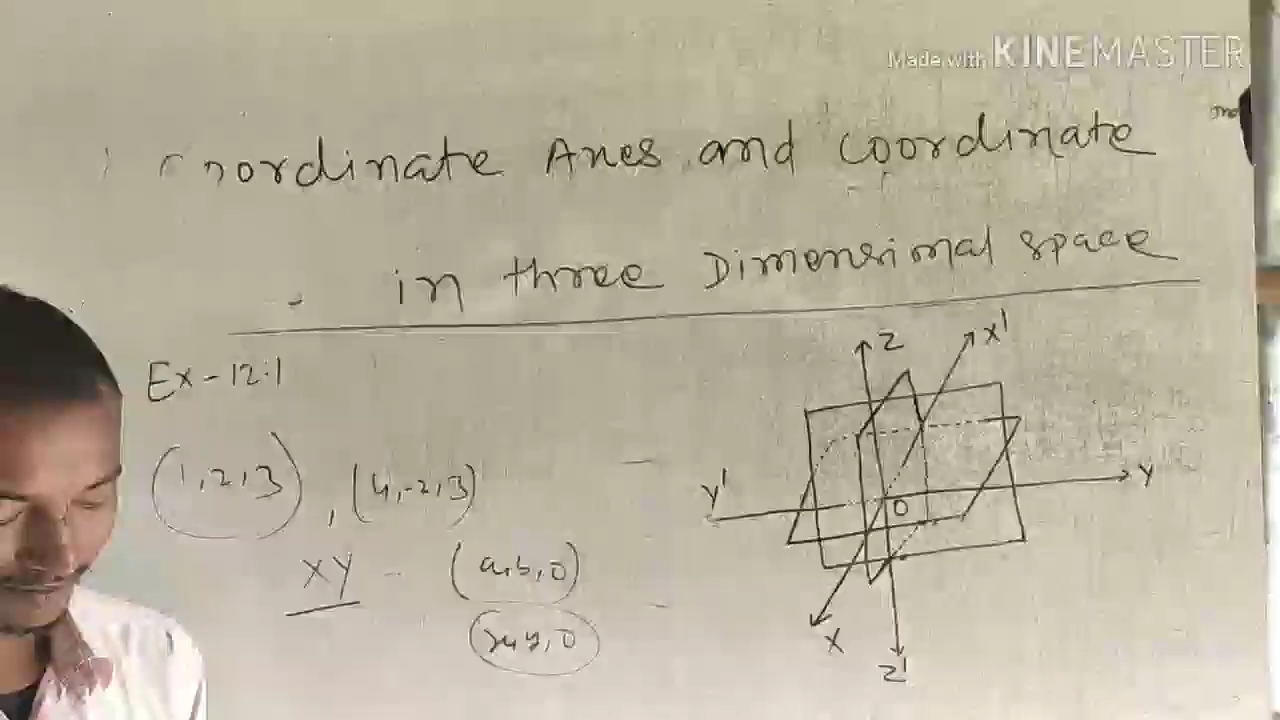 Made with KINEMASTER
Coordinate Axes and coordinate
in three Dimensional space
Ex-12.1
(1,2,3), (4,-2,3)
XY - (a,b,0)
x,y,0
Z
X'
Y'
O
Y
X
Z'